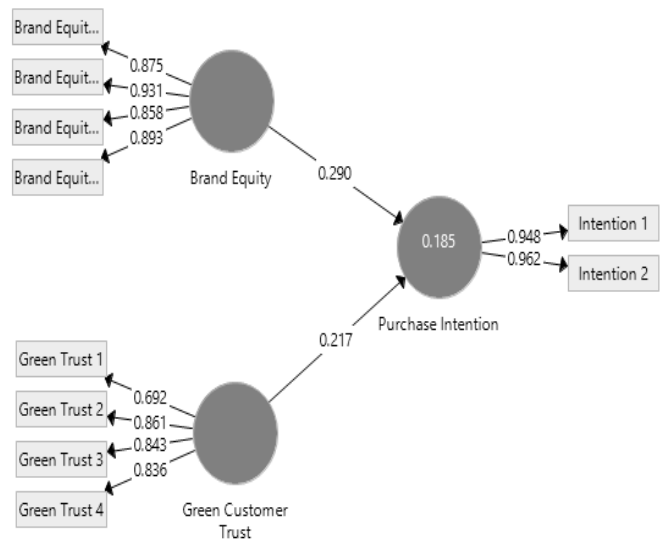 Brand Equit...
0.875
Brand Equit...
0.931
Brand Equit...
0.858
Brand Equit...
0.893
Brand Equity
0.290
0.185
Purchase Intention
0.948
Intention 1
0.962
Intention 2
0.217
Green Trust 1
0.692
Green Trust 2
0.861
Green Trust 3
0.843
Green Trust 4
0.836
Green Customer
Trust